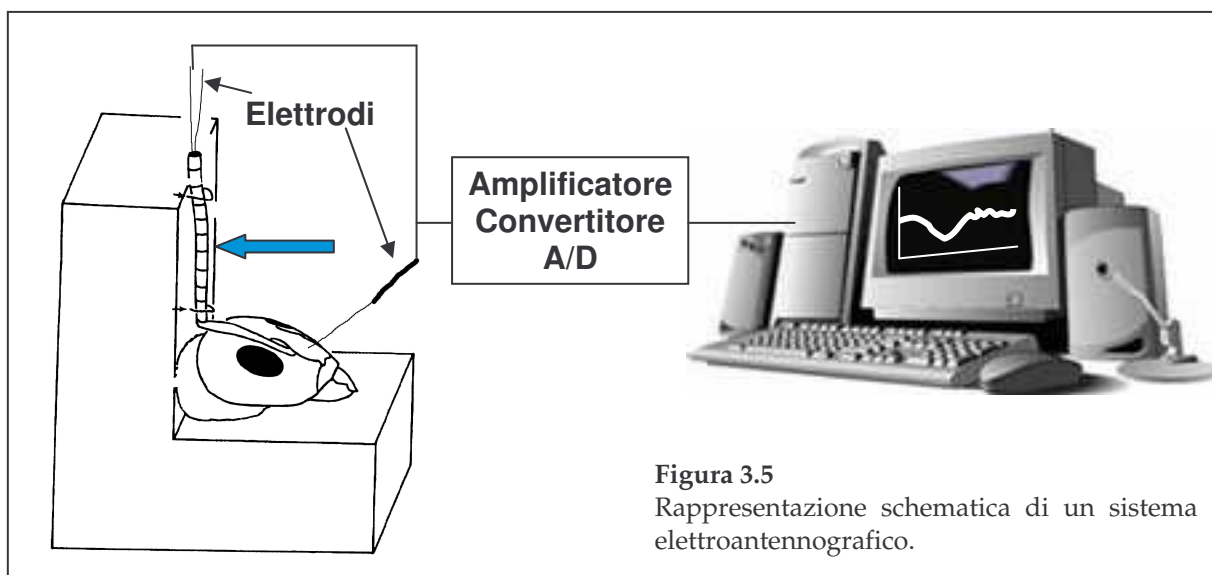 Elettrodi
Amplificatore
Convertitore
A/D
Figura 3.5
Rappresentazione schematica di un sistema
elettroantennografico.